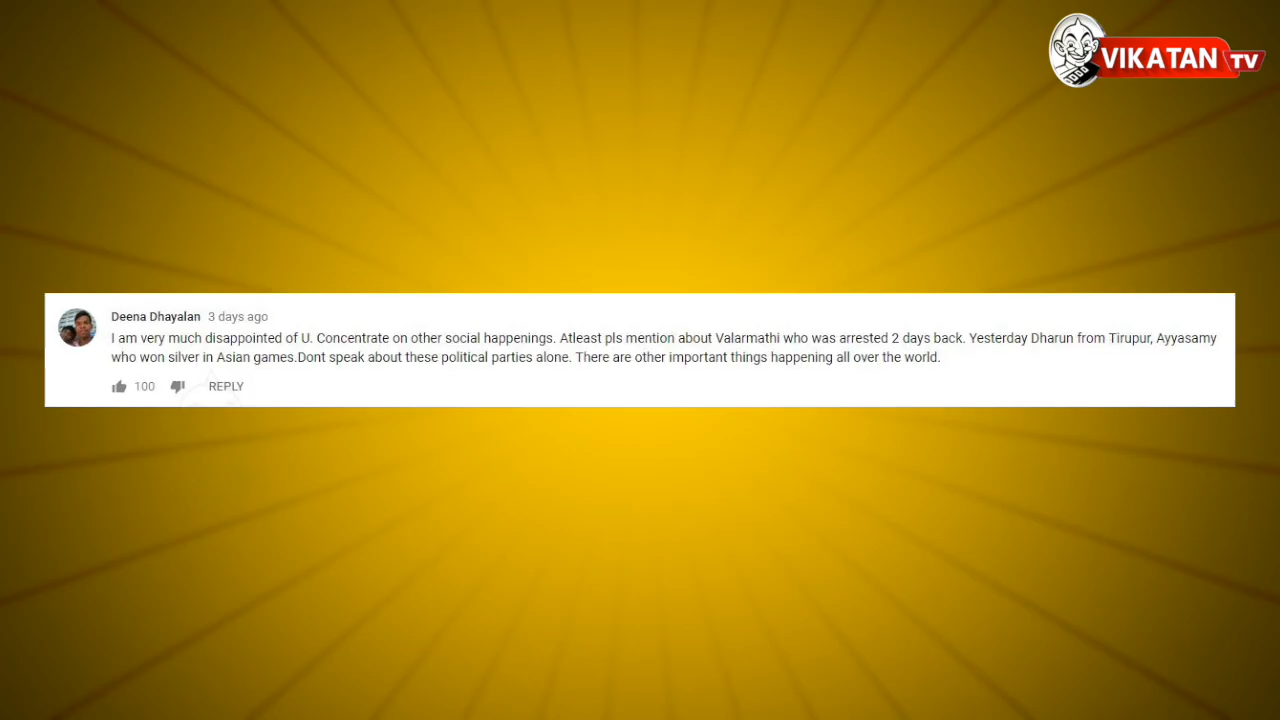 VIKATAN TV
Deena Dhayalan 3 days ago
I am very much disappointed of U. Concentrate on other social happenings. Atleast pls mention about Valarmathi who was arrested 2 days back. Yesterday Dharun from Tirupur, Ayyasamy
who won silver in Asian games.Dont speak about these political parties alone. There are other important things happening all over the world.
100 REPLY